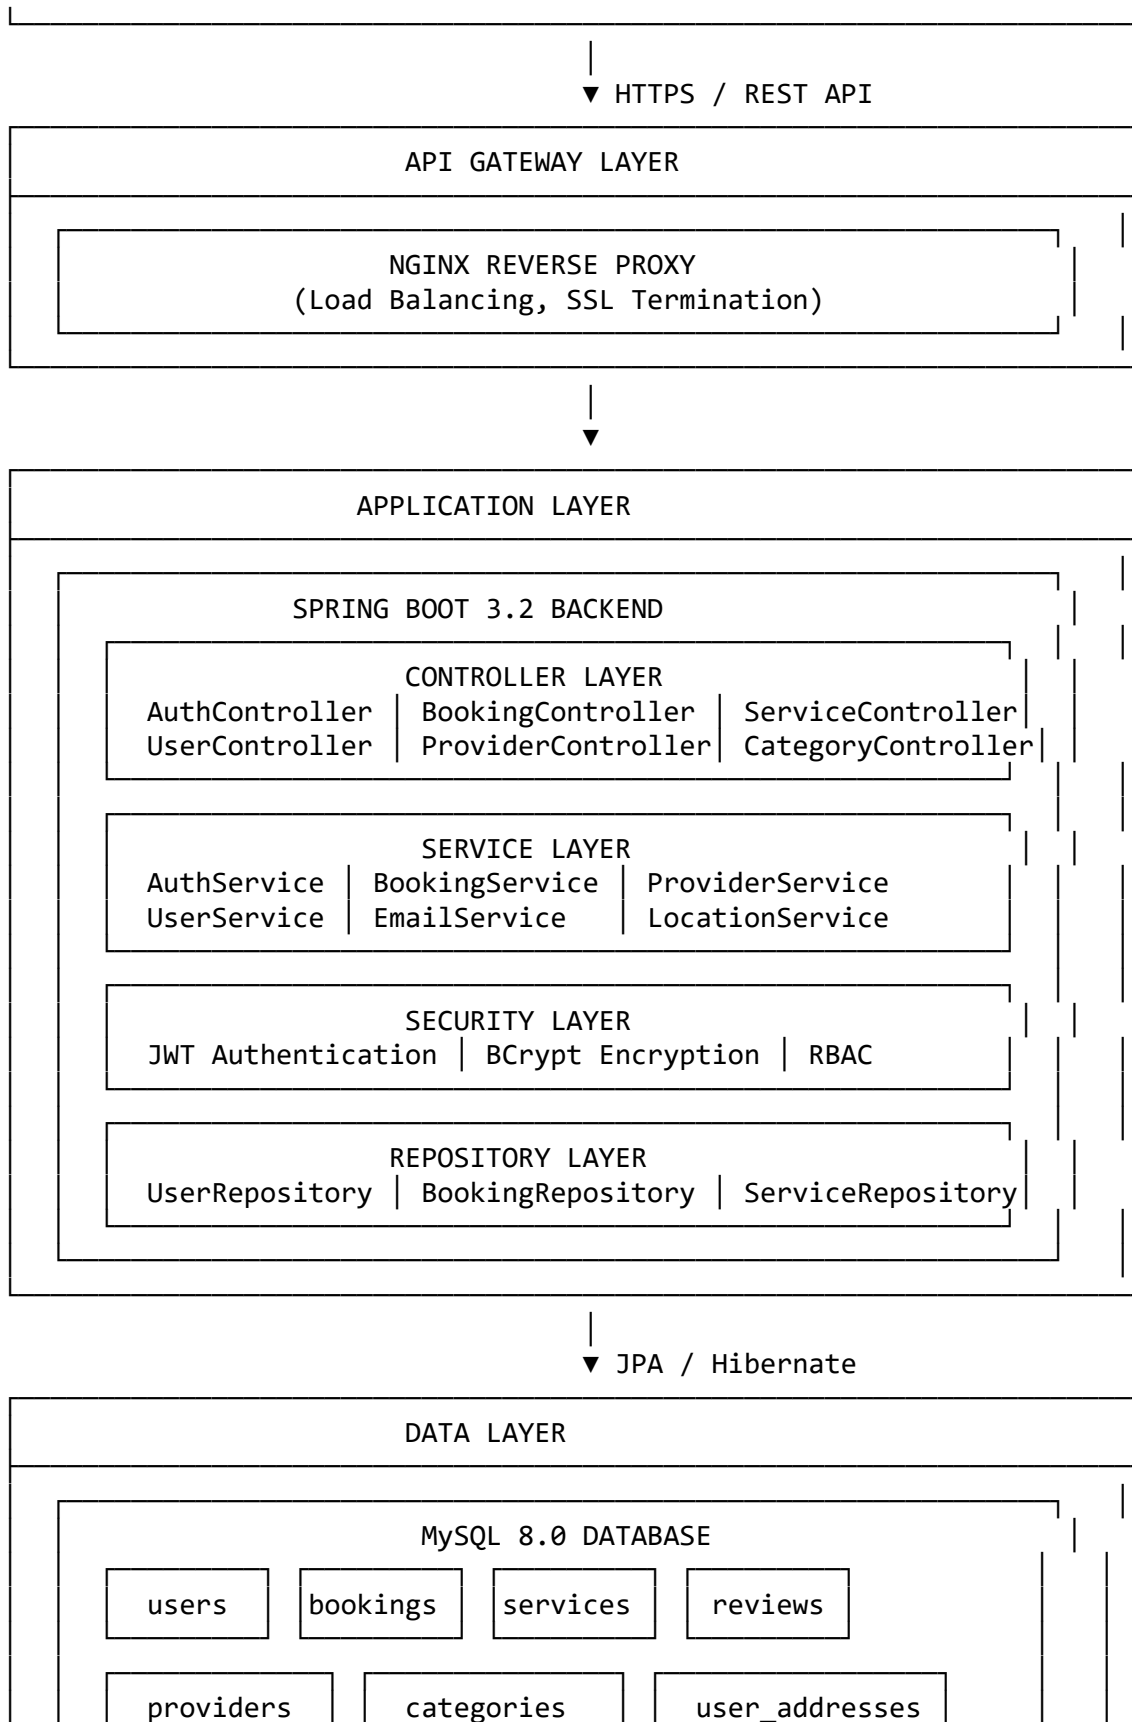 ▼ HTTPS / REST API
API GATEWAY LAYER
NGINX REVERSE PROXY
(Load Balancing, SSL Termination)
▼
APPLICATION LAYER
SPRING BOOT 3.2 BACKEND
CONTROLLER LAYER
AuthController │ BookingController │ ServiceController│
UserController │ ProviderController│ CategoryController│
SERVICE LAYER
AuthService │ BookingService │ ProviderService
UserService │ EmailService │ LocationService
SECURITY LAYER
JWT Authentication │ BCrypt Encryption │ RBAC
REPOSITORY LAYER
UserRepository │ BookingRepository │ ServiceRepository│
▼ JPA / Hibernate
DATA LAYER
MySQL 8.0 DATABASE
users │ │bookings │ │services │ │ reviews
providers │ │ categories │ │ user_addresses